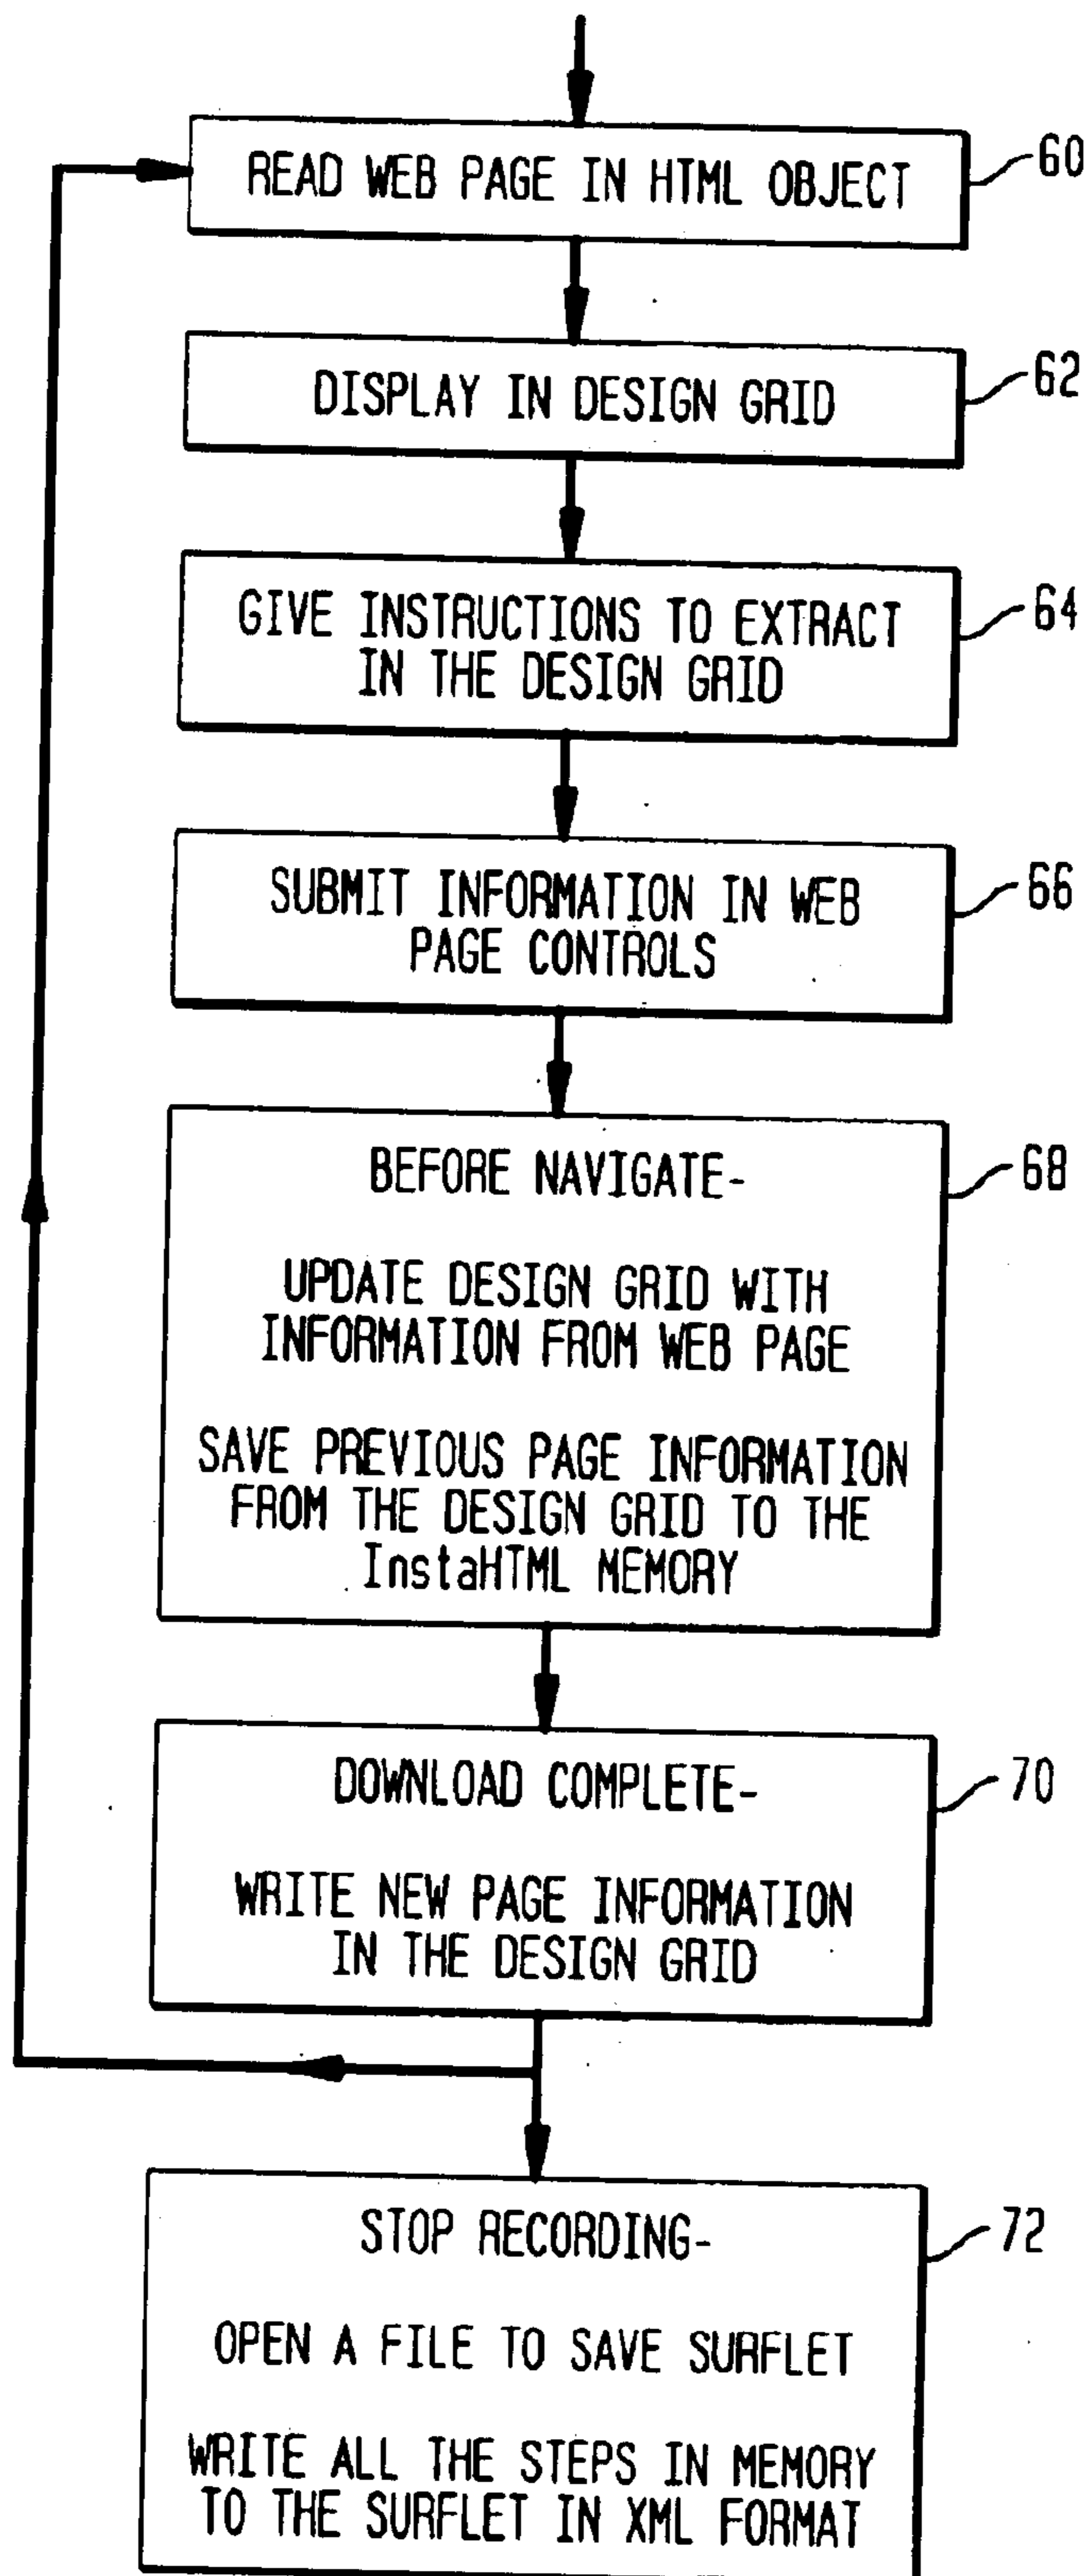 READ WEB PAGE IN HTML OBJECT
60
DISPLAY IN DESIGN GRID
62
GIVE INSTRUCTIONS TO EXTRACT
IN THE DESIGN GRID
64
SUBMIT INFORMATION IN WEB
PAGE CONTROLS
66
BEFORE NAVIGATE-
68
UPDATE DESIGN GRID WITH
INFORMATION FROM WEB PAGE
SAVE PREVIOUS PAGE INFORMATION
FROM THE DESIGN GRID TO THE
InstaHTML MEMORY
DOWNLOAD COMPLETE-
70
WRITE NEW PAGE INFORMATION
IN THE DESIGN GRID
STOP RECORDING-
72
OPEN A FILE TO SAVE SURFLET
WRITE ALL THE STEPS IN MEMORY
TO THE SURFLET IN XML FORMAT